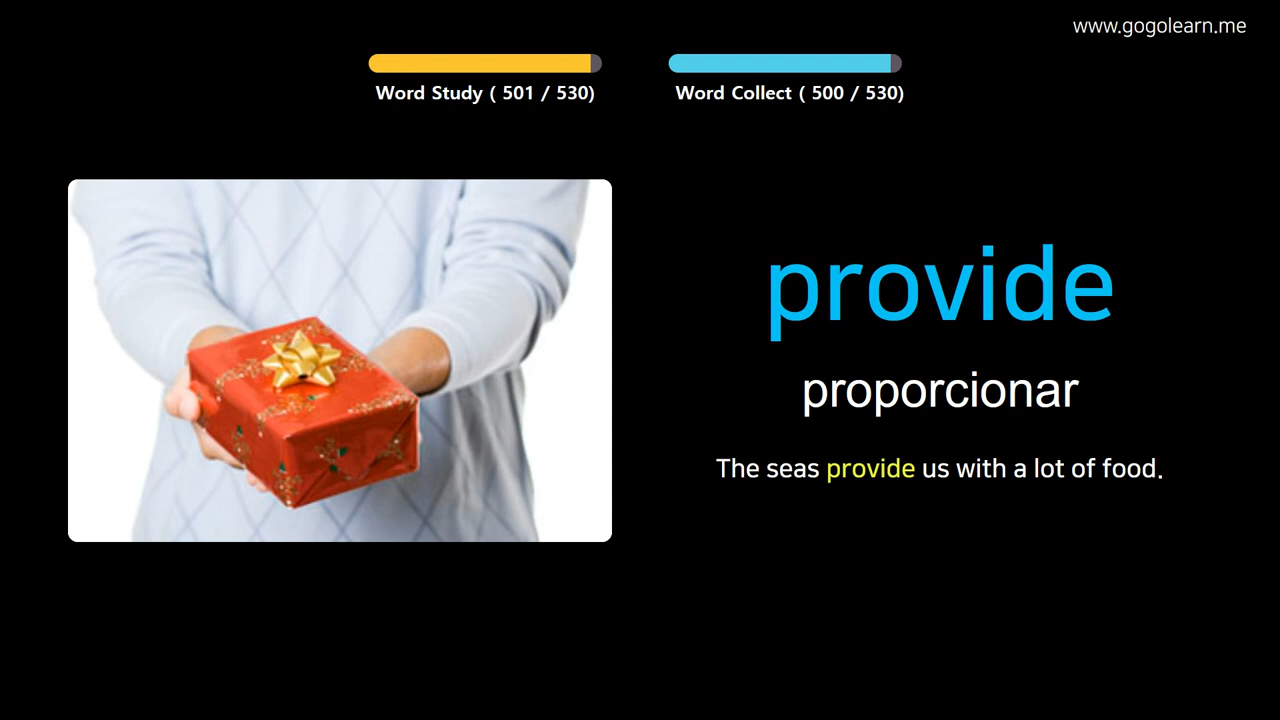 www.gogolearn.me
Word Study ( 501 / 530)
Word Collect ( 500 / 530)
provide
proporcionar
The seas provide us with a lot of food.